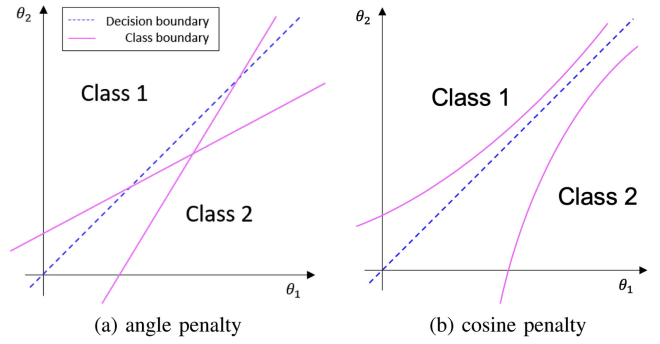 θ₂
Decision boundary
Class boundary
Class 1
Class 2
θ₁
(a) angle penalty
θ₂
Class 1
Class 2
θ₁
(b) cosine penalty